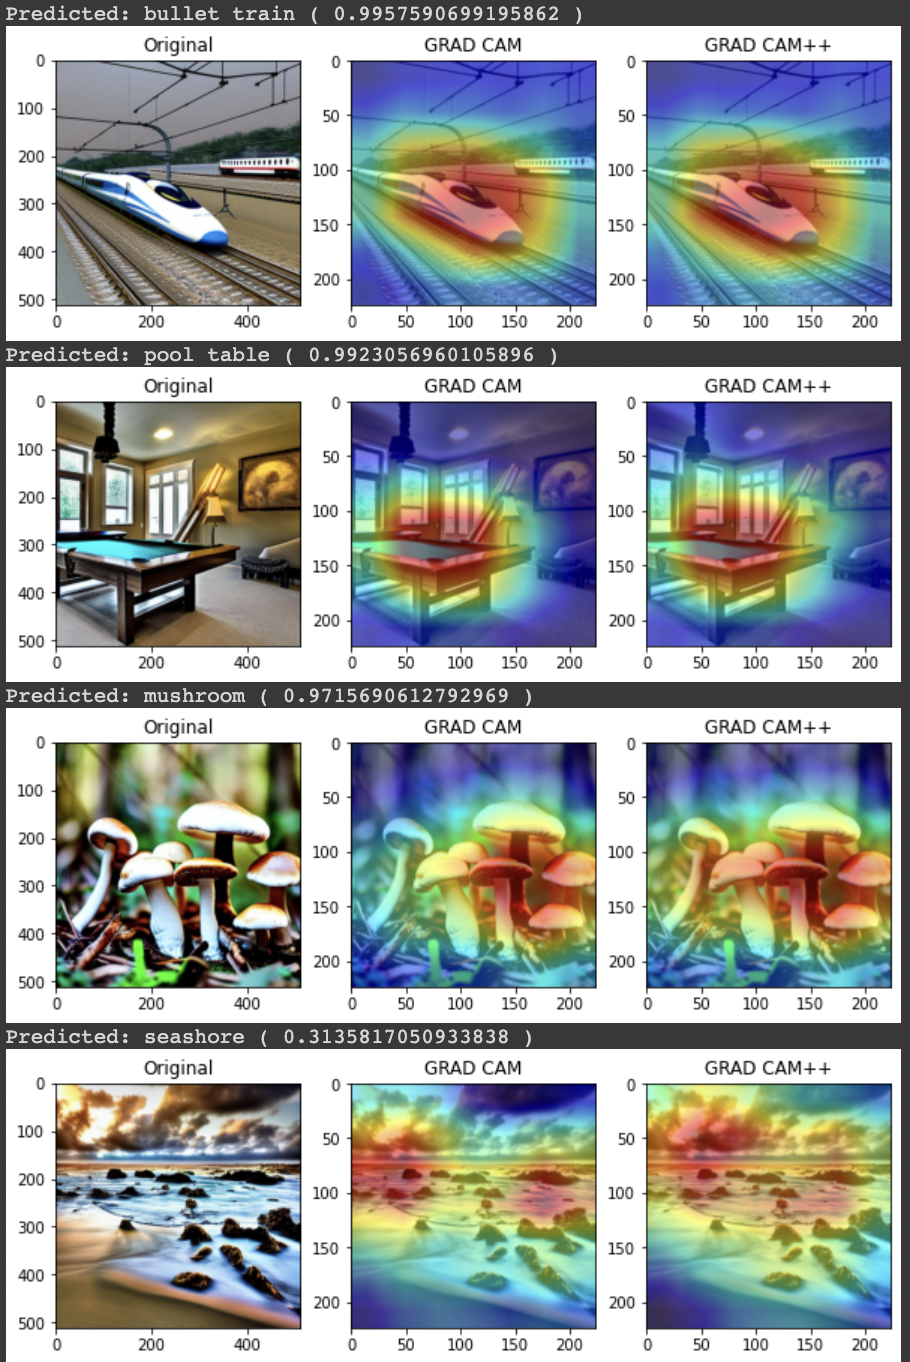 Predicted: bullet train ( 0.9957590699195862 )
Original GRAD CAM GRAD CAM++
0 0 0
100 50 50
200 100 100
300 150 150
400 200 200
500
0 200 400 0 50 100 150 200 0 50 100 150 200
Predicted: pool table ( 0.9923056960105896 )
Original GRAD CAM GRAD CAM++
0 0 0
100 50 50
200 100 100
300 150 150
400 200 200
500
0 200 400 0 50 100 150 200 0 50 100 150 200
Predicted: mushroom ( 0.9715690612792969 )
Original GRAD CAM GRAD CAM++
0 0 0
100 50 50
200 100 100
300 150 150
400 200 200
500
0 200 400 0 50 100 150 200 0 50 100 150 200
Predicted: seashore ( 0.3135817050933838 )
Original GRAD CAM GRAD CAM++
0 0 0
100 50 50
200 100 100
300 150 150
400 200 200
500
0 200 400 0 50 100 150 200 0 50 100 150 200